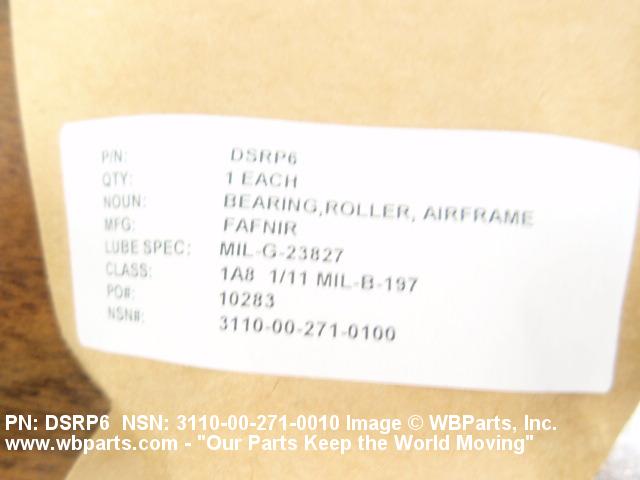 P/N: DSRP6
QTY: 1 EACH
NOUN: BEARING,ROLLER, AIRFRAME
MFG: FAFNIR
LUBE SPEC: MIL-G-23827
CLASS: 1A8 1/11 MIL-B-197
PO#: 10283
NSN#: 3110-00-271-0100
PN: DSRP6 NSN: 3110-00-271-0010 Image © WBParts, Inc.
www.wbparts.com - "Our Parts Keep the World Moving"